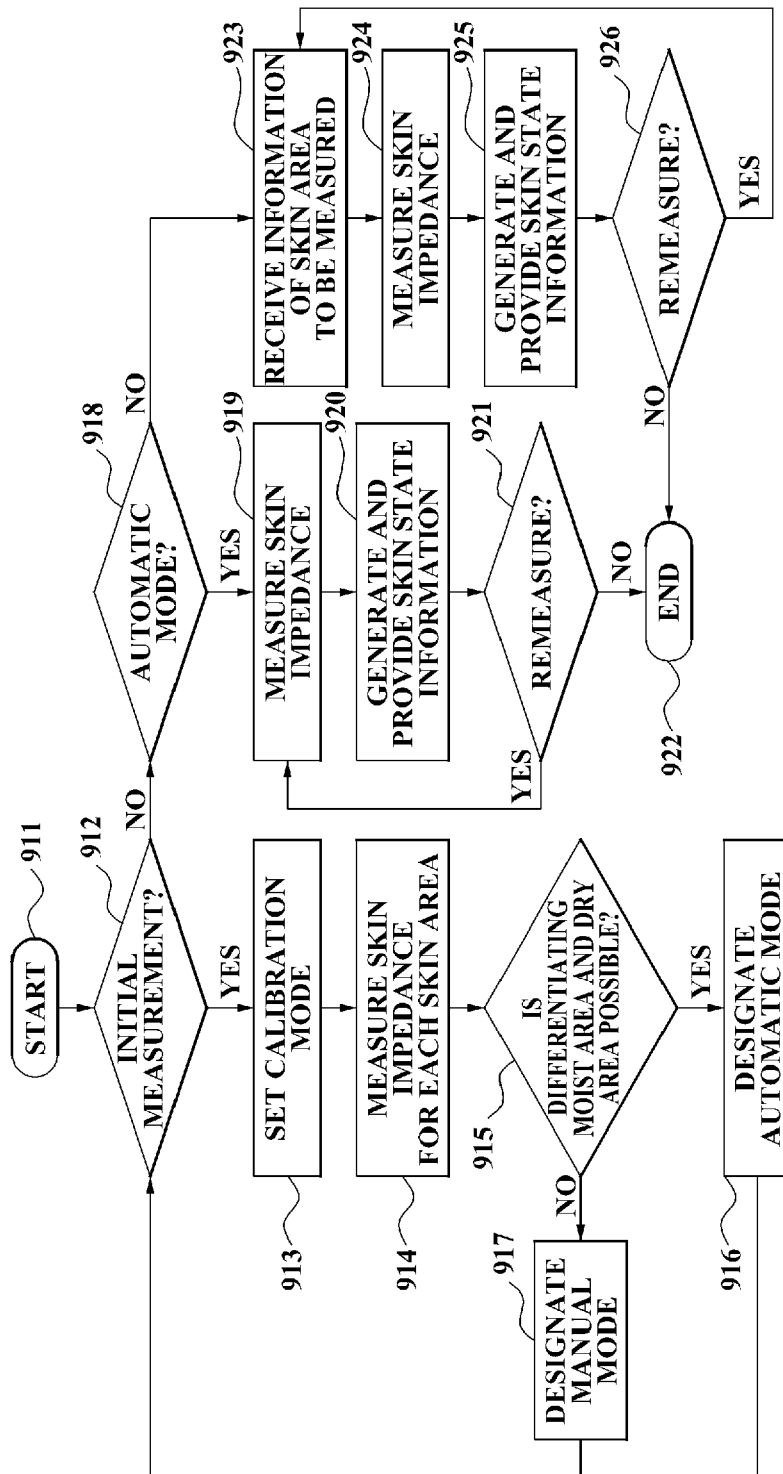 START
911
INITIAL
MEASUREMENT?
912
NO
YES
SET CALIBRATION
MODE
913
MEASURE SKIN
IMPEDANCE
FOR EACH SKIN AREA
914
IS
DIFFERENTIATING
MOIST AREA AND DRY
AREA POSSIBLE?
915
NO
YES
DESIGNATE
MANUAL
MODE
917
DESIGNATE
AUTOMATIC MODE
916
AUTOMATIC
MODE?
918
NO
YES
MEASURE SKIN
IMPEDANCE
919
GENERATE AND
PROVIDE SKIN STATE
INFORMATION
920
REMEASURE?
921
YES
NO
END
922
RECEIVE INFORMATION
OF SKIN AREA
TO BE MEASURED
923
MEASURE SKIN
IMPEDANCE
924
GENERATE AND
PROVIDE SKIN STATE
INFORMATION
925
REMEASURE?
926
NO
YES